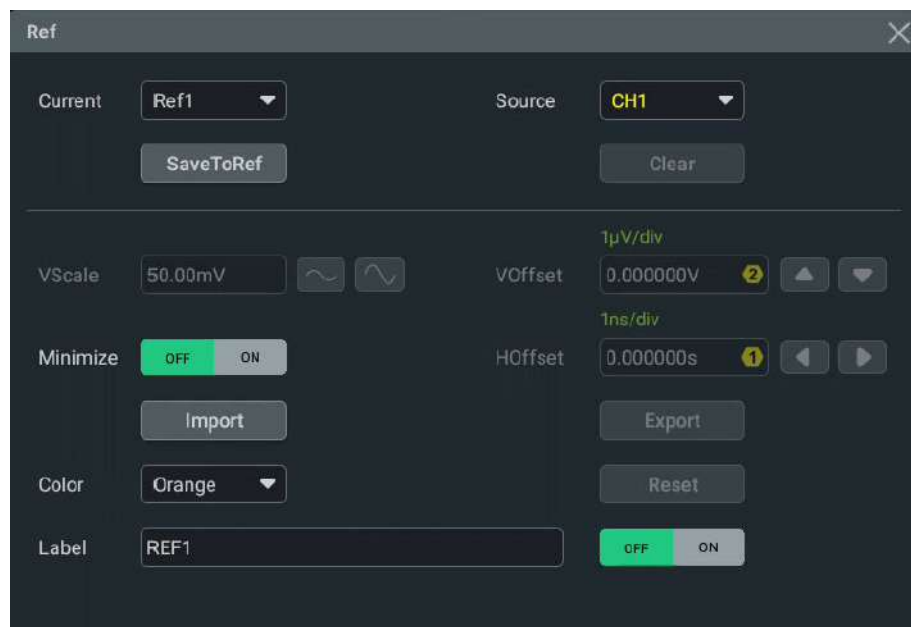 Ref
Current Ref1 Source CH1
SaveToRef Clear
1µV/div
VScale 50.00mV VOffset 0.000000V 2
1ns/div
Minimize OFF ON HOffset 0.000000s 1
Import Export
Color Orange Reset
Label REF1 OFF ON